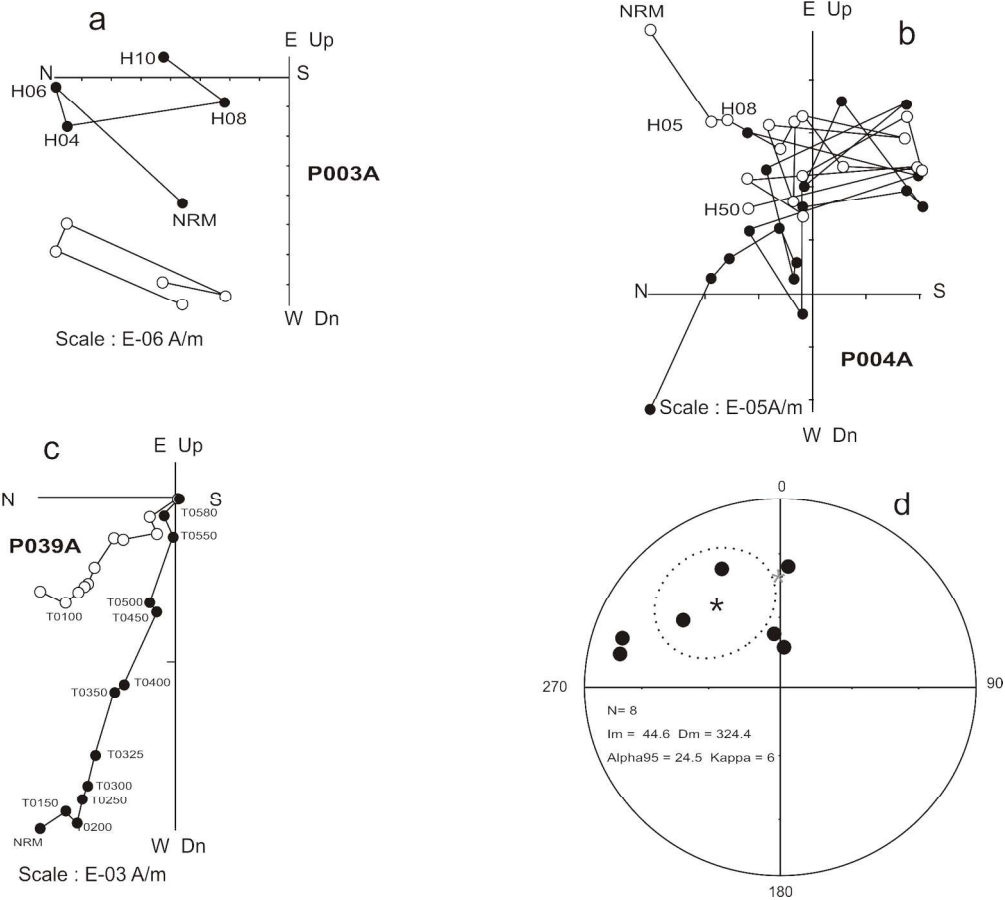 a
E Up
H10
N
S
H06
H04
H08
P003A
NRM
W Dn
Scale : E-06 A/m
NRM
E Up
b
H05
H08
H50
N
S
P004A
Scale : E-05A/m
W Dn
c
E Up
N
S
T0580
P039A
T0550
T0100
T0500
T0450
T0400
T0350
T0325
T0300
T0150
T0250
T0200
NRM
W Dn
Scale : E-03 A/m
0
d
*
*
270
90
N= 8
Im = 44.6 Dm = 324.4
Alpha95 = 24.5 Kappa = 6
180